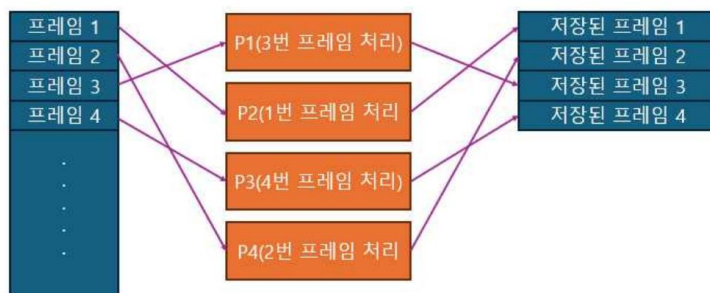 프레임 1
프레임 2
프레임 3
프레임 4
.
.
.
.
.
P1(3번 프레임 처리)
P2(1번 프레임 처리
P3(4번 프레임 처리)
P4(2번 프레임 처리
저장된 프레임 1
저장된 프레임 2
저장된 프레임 3
저장된 프레임 4